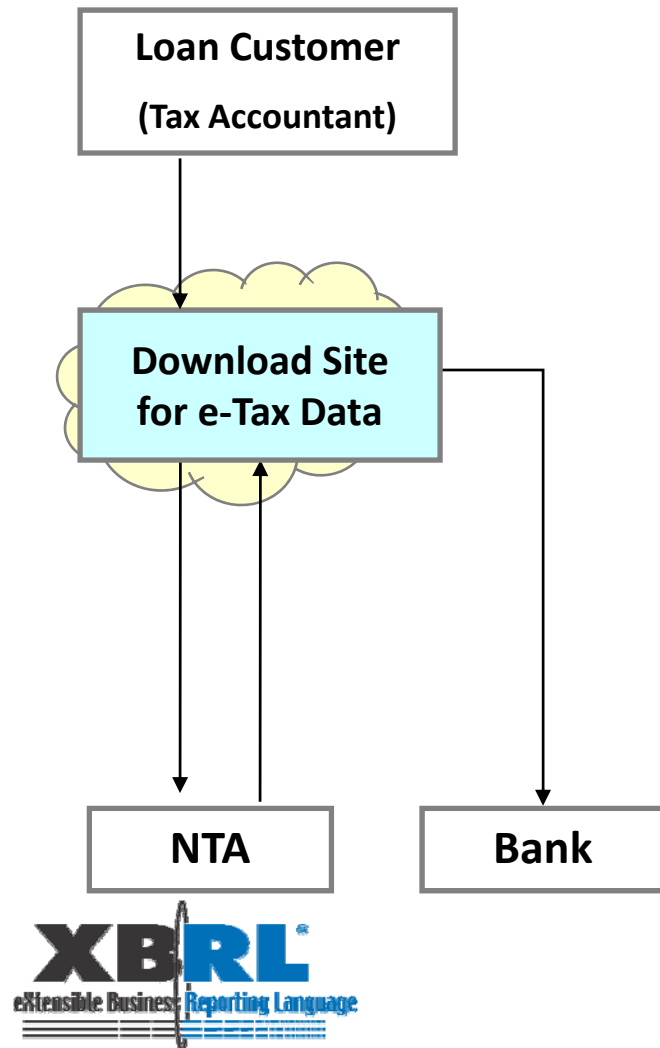 Loan Customer
(Tax Accountant)
Download Site
for e-Tax Data
NTA
Bank
XBRL
eXtensible Business Reporting Language